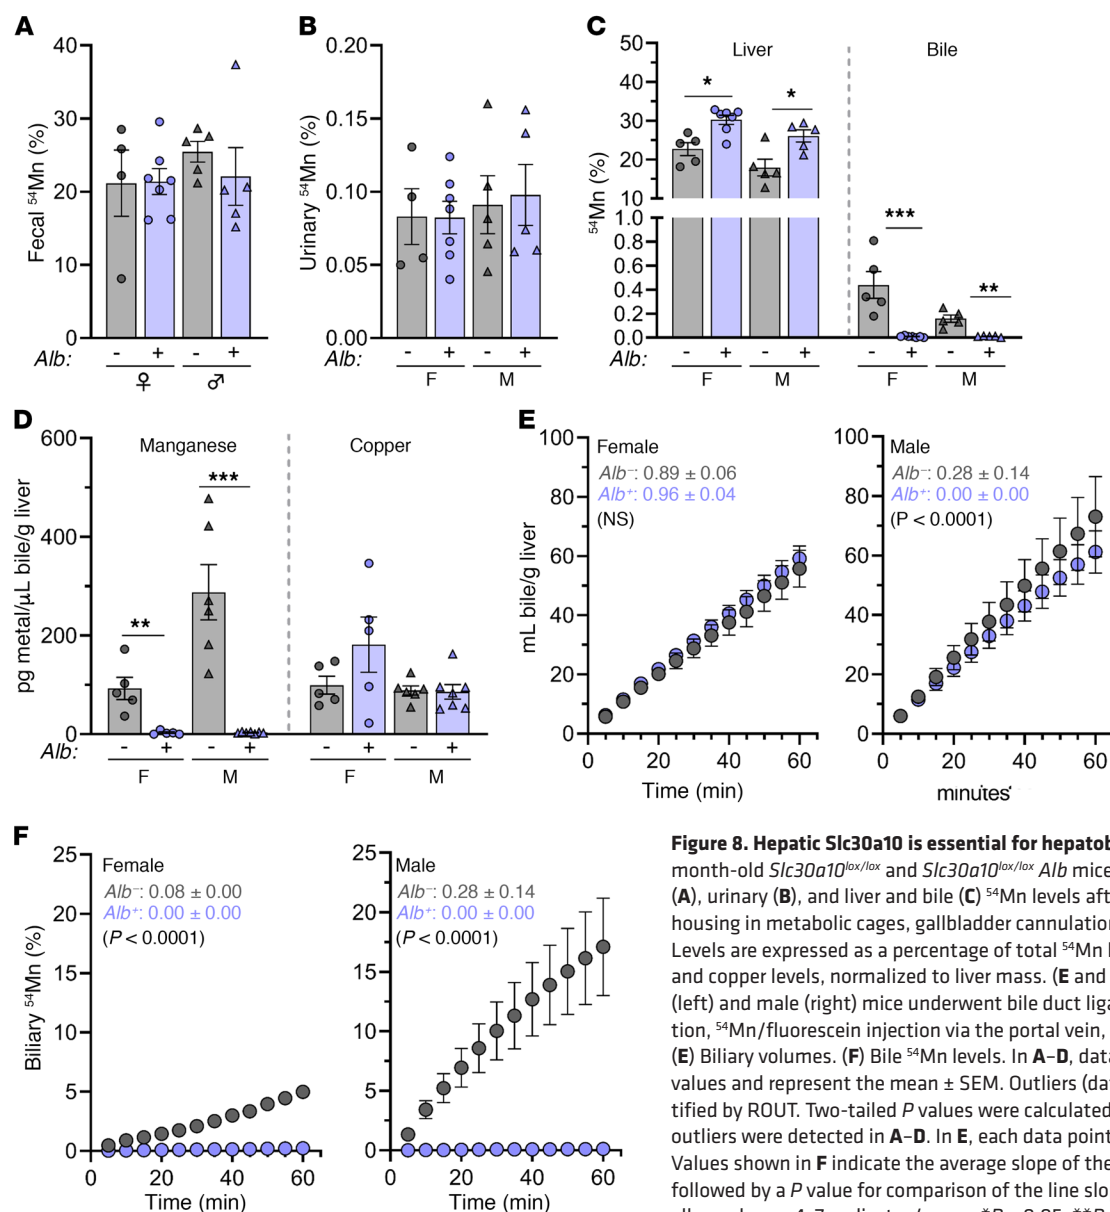 A
B
C
40
30
20
10
0
Fecal ⁵⁴Mn (%)
Alb:
- + - +
♀ ♂
0.20
0.15
0.10
0.05
0.00
Urinary ⁵⁴Mn (%)
Alb:
- + - +
F M
50
40
30
20
10
1.0
0.8
0.6
0.4
0.2
0.0
⁵⁴Mn (%)
Liver Bile
* * *** **
Alb:
- + - + - + - +
F M F M
D
600
400
200
0
pg matal/µL bile/g liver
Manganese Copper
** ***
Alb:
- + - + - + - +
F M F M
E
100
80
60
40
20
0
mL bile/g liver
Female
Alb⁻: 0.89 ± 0.06
Alb⁺: 0.96 ± 0.04
(NS)
0 20 40 60
Time (min)
100
80
60
40
20
0
Male
Alb⁻: 0.28 ± 0.14
Alb⁺: 0.00 ± 0.00
(P < 0.0001)
0 20 40 60
minutes
F
25
20
15
10
5
0
Biliary ⁵⁴Mn (%)
Female
Alb⁻: 0.08 ± 0.00
Alb⁺: 0.00 ± 0.00
(P < 0.0001)
0 20 40 60
Time (min)
25
20
15
10
5
0
Male
Alb⁻: 0.28 ± 0.14
Alb⁺: 0.00 ± 0.00
(P < 0.0001)
0 20 40 60
Time (min)
Figure 8. Hepatic Slc30a10 is essential for hepatob
month-old Slc30a10ˡᵒˣ/ˡᵒˣ and Slc30a10ˡᵒˣ/ˡᵒˣ Alb mice
(A), urinary (B), and liver and bile (C) ⁵⁴Mn levels aft
housing in metabolic cages, gallbladder cannulation
Levels are expressed as a percentage of total ⁵⁴Mn
and copper levels, normalized to liver mass. (E and
(left) and male (right) mice underwent bile duct liga
tion, ⁵⁴Mn/fluorescein injection via the portal vein,
(E) Biliary volumes. (F) Bile ⁵⁴Mn levels. In A–D, data
values and represent the mean ± SEM. Outliers (da
tified by ROUT. Two-tailed P values were calculated
outliers were detected in A–D. In E, each data point
Values shown in F indicate the average slope of the
followed by a P value for comparison of the line slo